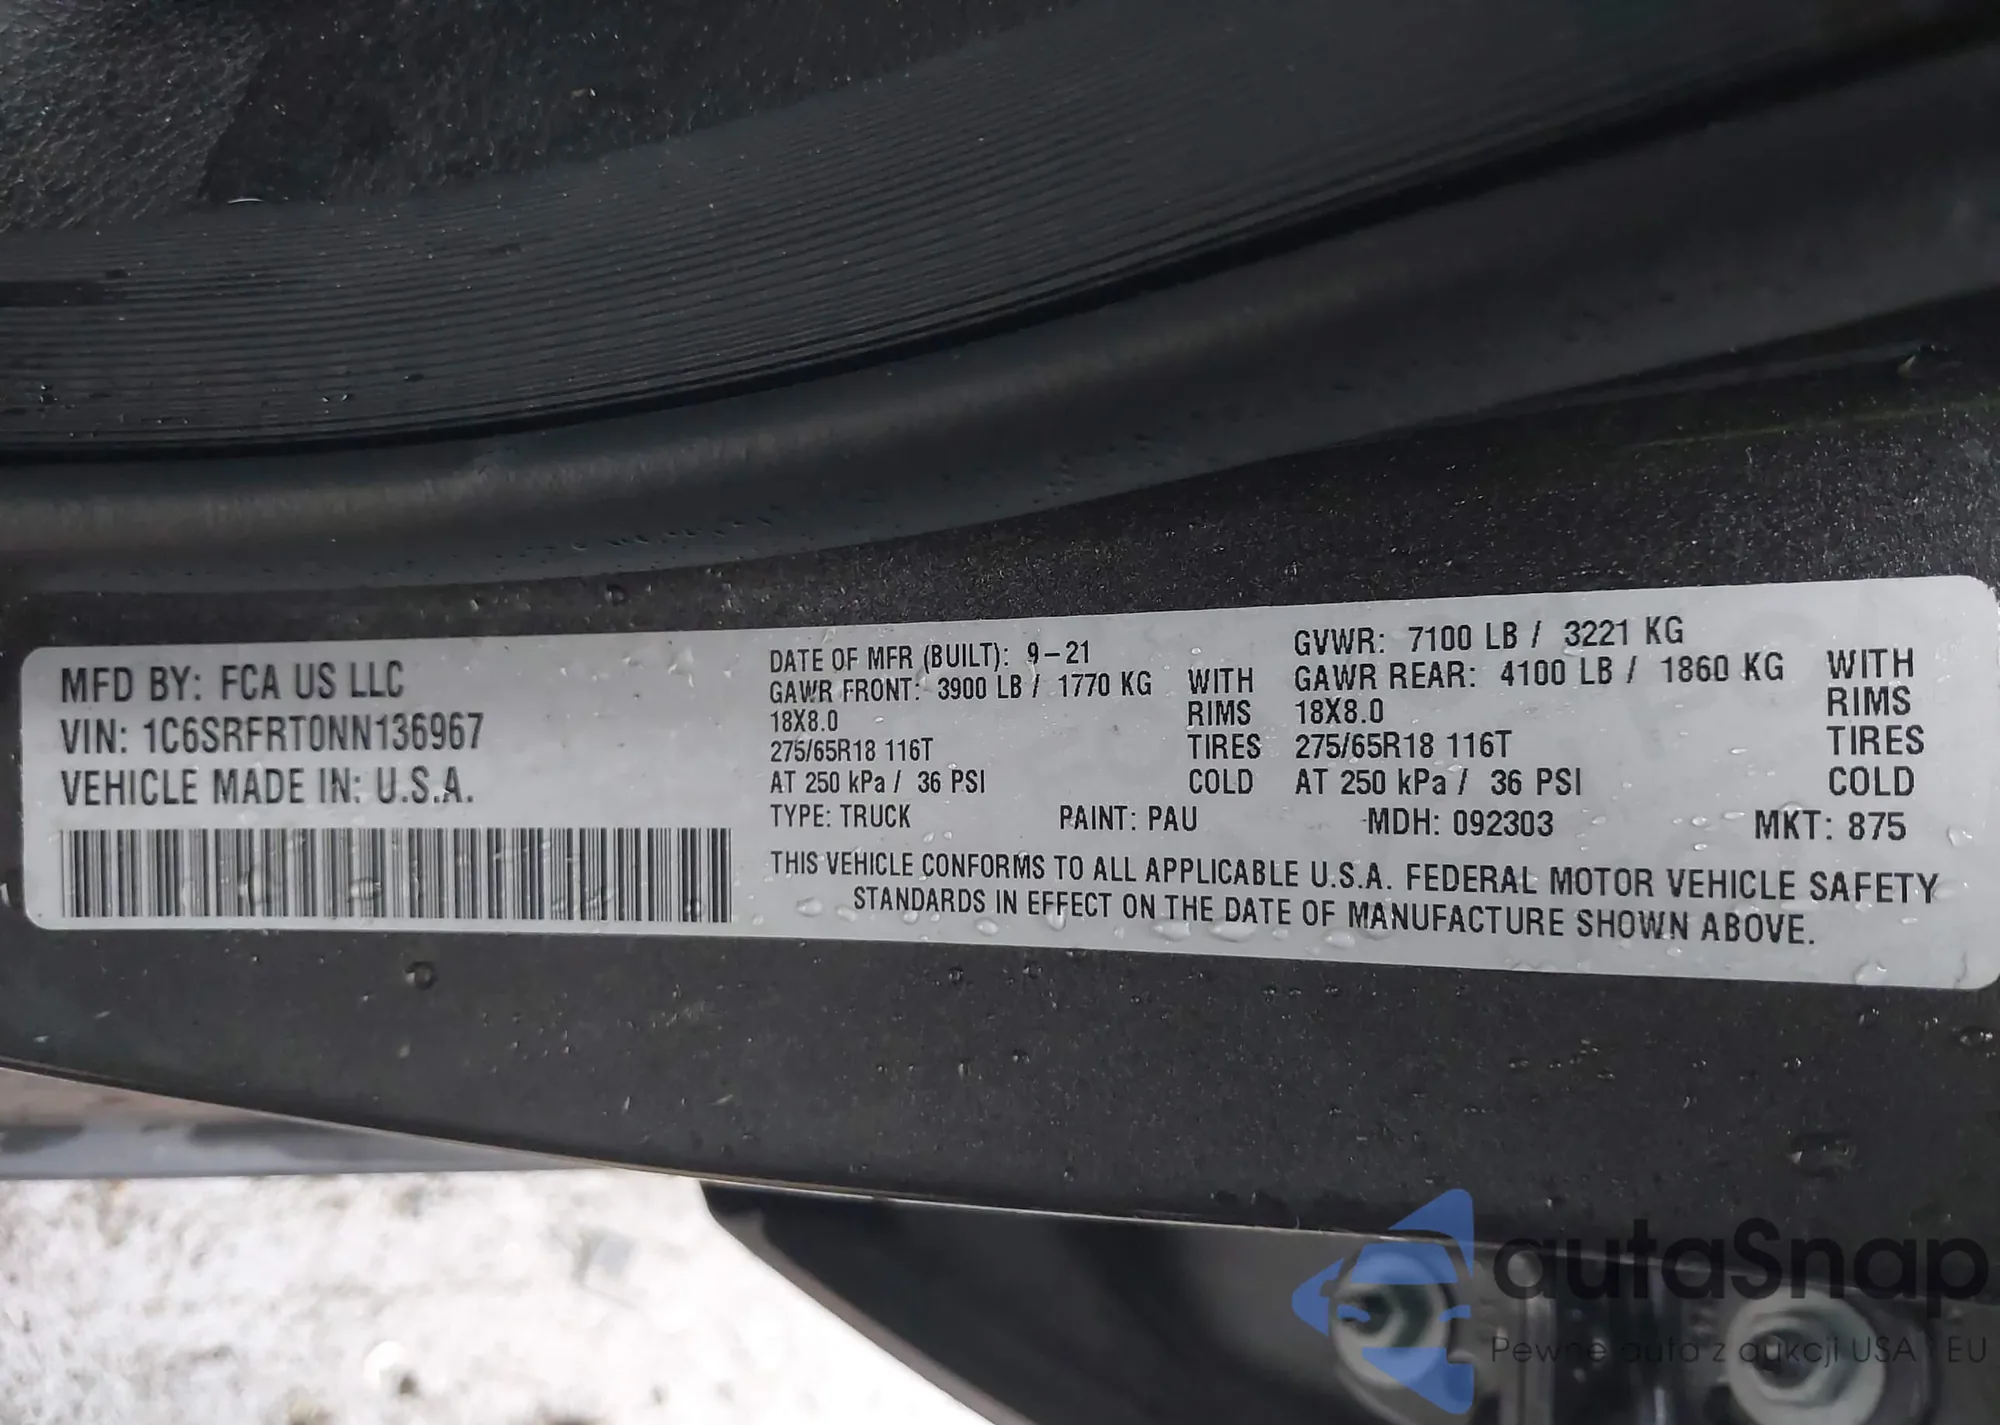 MFD BY: FCA US LLC
VIN: 1C6SRFRT0NN136967
VEHICLE MADE IN: U.S.A.
DATE OF MFR (BUILT): 9-21
GAWR FRONT: 3900 LB / 1770 KG WITH
18X8.0 RIMS
275/65R18 116T TIRES
AT 250 kPa / 36 PSI COLD
GVWR: 7100 LB / 3221 KG
GAWR REAR: 4100 LB / 1860 KG WITH
18X8.0 RIMS
275/65R18 116T TIRES
AT 250 kPa / 36 PSI COLD
TYPE: TRUCK PAINT: PAU MDH: 092303 MKT: 875
THIS VEHICLE CONFORMS TO ALL APPLICABLE U.S.A. FEDERAL MOTOR VEHICLE SAFETY
STANDARDS IN EFFECT ON THE DATE OF MANUFACTURE SHOWN ABOVE.
autaSnap
Pewne auta z aukcji USA i EU